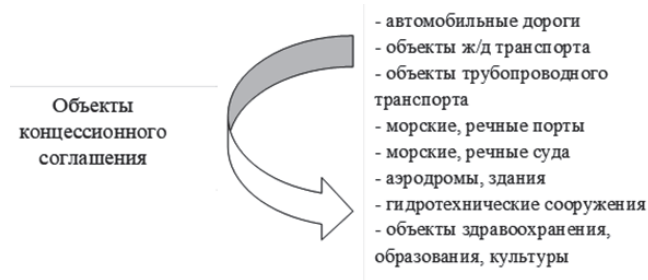 Объекты
концессионного
соглашения
- автомобильные дороги
- объекты ж/д транспорта
- объекты трубопроводного
транспорта
- морские, речные порты
- морские, речные суда
- аэродромы, здания
- гидротехнические сооружения
- объекты здравоохранения,
образования, культуры